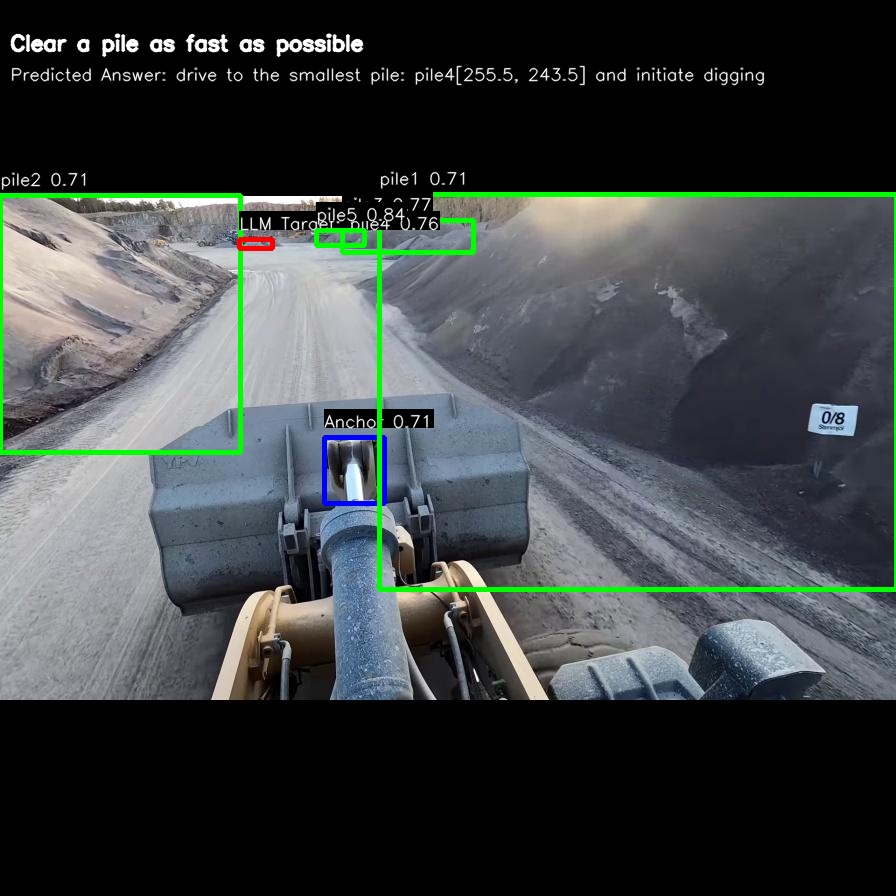 Clear a pile as fast as possible
Predicted Answer: drive to the smallest pile: pile4[255.5, 243.5] and initiate digging
pile2 0.71
pile1 0.71
0.77
pile5 0.84
LLM Target: pile4 0.76
Anchor 0.71
0/8